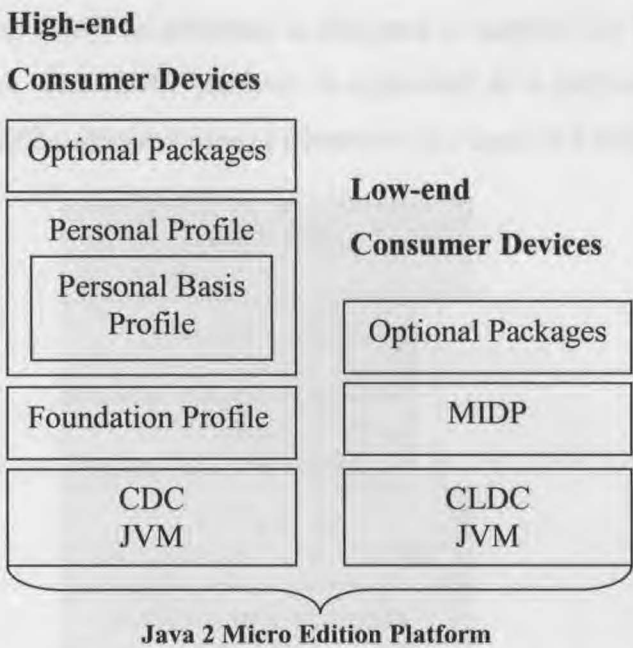 High-end
Consumer Devices
Optional Packages
Personal Profile
Personal Basis
Profile
Foundation Profile
CDC
JVM
Low-end
Consumer Devices
Optional Packages
MIDP
CLDC
JVM
Java 2 Micro Edition Platform